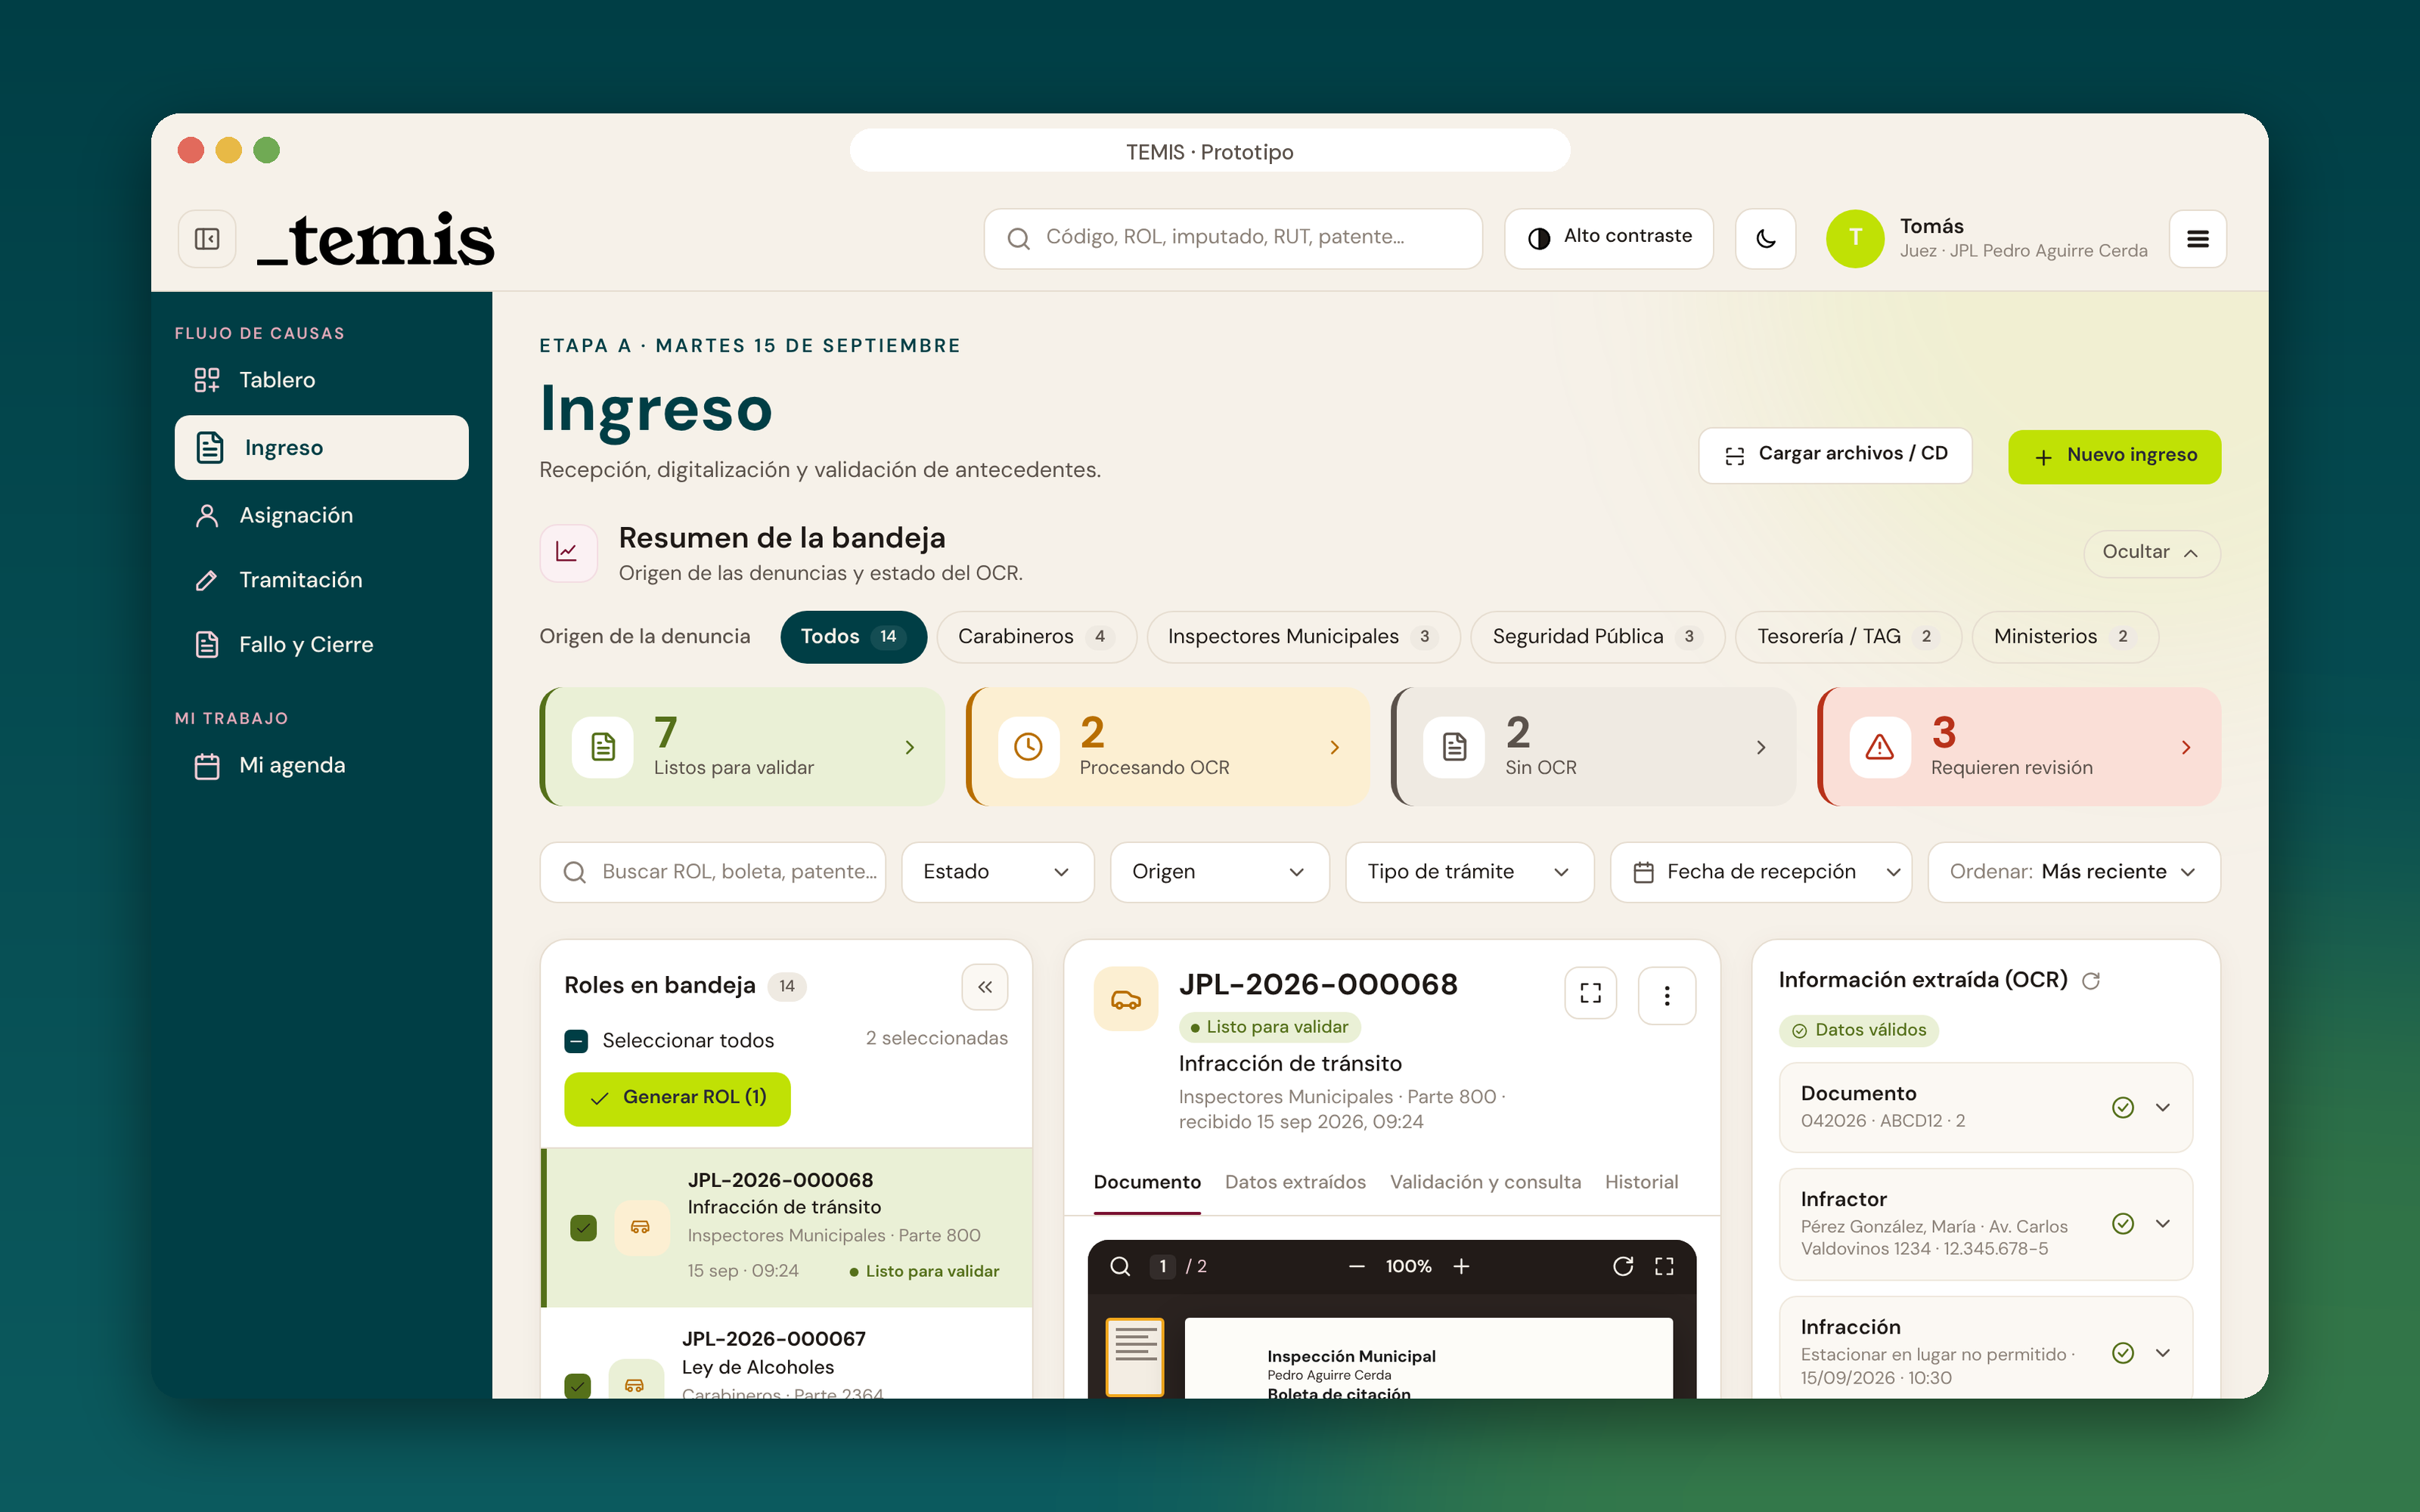 TEMIS · Prototipo
_temis
Código, ROL, imputado, RUT, patente...
Alto contraste
T
Tomás
Juez · JPL Pedro Aguirre Cerda
FLUJO DE CAUSAS
Tablero
Ingreso
Asignación
Tramitación
Fallo y Cierre
MI TRABAJO
Mi agenda
ETAPA A · MARTES 15 DE SEPTIEMBRE
Ingreso
Recepción, digitalización y validación de antecedentes.
Cargar archivos / CD
Nuevo ingreso
Resumen de la bandeja
Origen de las denuncias y estado del OCR.
Ocultar
Origen de la denuncia
Todos 14
Carabineros 4
Inspectores Municipales 3
Seguridad Pública 3
Tesorería / TAG 2
Ministerios 2
7
Listos para validar
2
Procesando OCR
2
Sin OCR
3
Requieren revisión
Buscar ROL, boleta, patente...
Estado
Origen
Tipo de trámite
Fecha de recepción
Ordenar: Más reciente
Roles en bandeja 14
Seleccionar todos
2 seleccionadas
Generar ROL (1)
JPL-2026-000068
Infracción de tránsito
Inspectores Municipales · Parte 800
15 sep · 09:24
Listo para validar
JPL-2026-000067
Ley de Alcoholes
Carabineros · Parte 2364
JPL-2026-000068
Listo para validar
Infracción de tránsito
Inspectores Municipales · Parte 800 ·
recibido 15 sep 2026, 09:24
Documento
Datos extraídos
Validación y consulta
Historial
1 / 2
100%
Inspección Municipal
Pedro Aguirre Cerda
Boleta de citación
Información extraída (OCR)
Datos válidos
Documento
042026 · ABCD12 · 2
Infractor
Pérez González, María · Av. Carlos
Valdovinos 1234 · 12.345.678-5
Infracción
Estacionar en lugar no permitido ·
15/09/2026 · 10:30